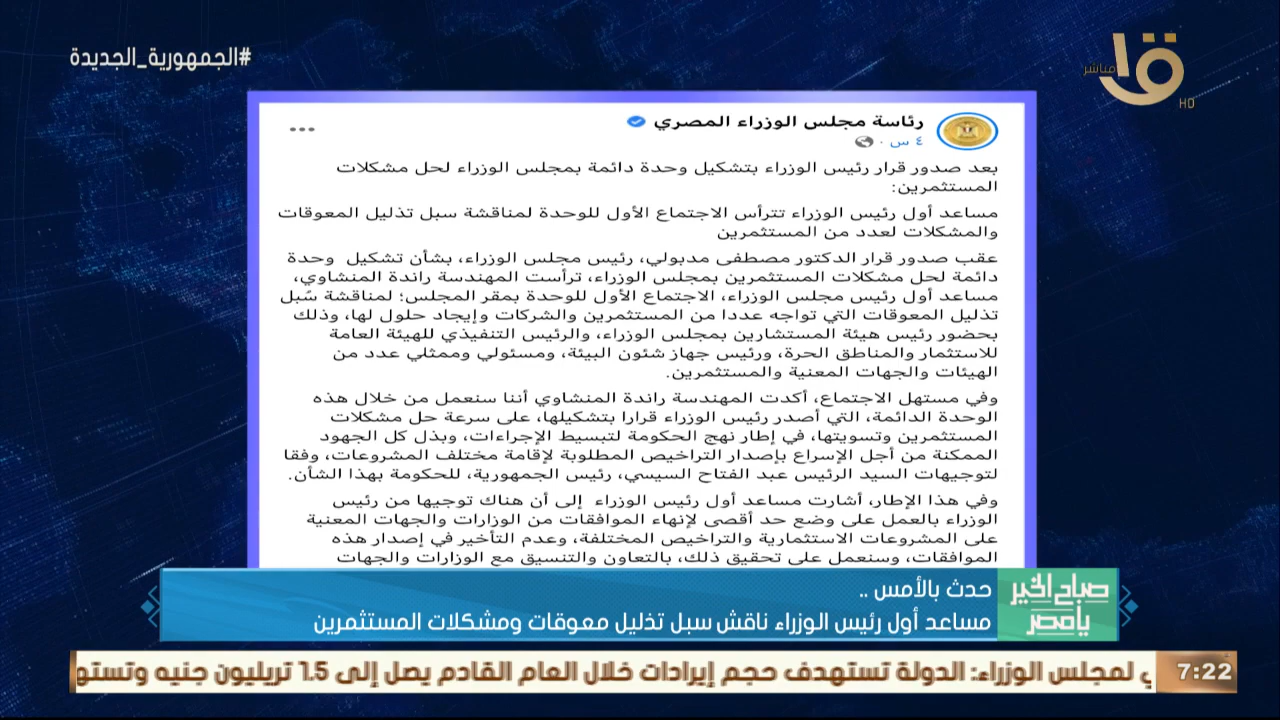 #الجمهورية_الجديدة
مباشر
HD
رئاسة مجلس الوزراء المصري
٤ س ·
بعد صدور قرار رئيس الوزراء بتشكيل وحدة دائمة بمجلس الوزراء لحل مشكلات
المستثمرين:
مساعد أول رئيس الوزراء تترأس الاجتماع الأول للوحدة لمناقشة سبل تذليل المعوقات
والمشكلات لعدد من المستثمرين
عقب صدور قرار الدكتور مصطفى مدبولي، رئيس مجلس الوزراء، بشأن تشكيل وحدة
دائمة لحل مشكلات المستثمرين بمجلس الوزراء، ترأست المهندسة راندة المنشاوي،
مساعد أول رئيس مجلس الوزراء، الاجتماع الأول للوحدة بمقر المجلس؛ لمناقشة سُبل
تذليل المعوقات التي تواجه عددا من المستثمرين والشركات وإيجاد حلول لها، وذلك
بحضور رئيس هيئة المستشارين بمجلس الوزراء، والرئيس التنفيذي للهيئة العامة
للاستثمار والمناطق الحرة، ورئيس جهاز شئون البيئة، ومسئولي وممثلي عدد من
الهيئات والجهات المعنية والمستثمرين.
وفي مستهل الاجتماع، أكدت المهندسة راندة المنشاوي أننا سنعمل من خلال هذه
الوحدة الدائمة، التي أصدر رئيس الوزراء قرارا بتشكيلها، على سرعة حل مشكلات
المستثمرين وتسويتها، في إطار نهج الحكومة لتبسيط الإجراءات، وبذل كل الجهود
الممكنة من أجل الإسراع بإصدار التراخيص المطلوبة لإقامة مختلف المشروعات، وفقا
لتوجيهات السيد الرئيس عبد الفتاح السيسي، رئيس الجمهورية، للحكومة بهذا الشأن.
وفي هذا الإطار، أشارت مساعد أول رئيس الوزراء إلى أن هناك توجيها من رئيس
الوزراء بالعمل على وضع حد أقصى لإنهاء الموافقات من الوزارات والجهات المعنية
على المشروعات الاستثمارية والتراخيص المختلفة، وعدم التأخير في إصدار هذه
الموافقات، وسنعمل على تحقيق ذلك، بالتعاون والتنسيق مع الوزارات والجهات
صباح الخير
يا مصر
حدث بالأمس ..
مساعد أول رئيس الوزراء ناقش سبل تذليل معوقات ومشكلات المستثمرين
7:22
ي لمجلس الوزراء: الدولة تستهدف حجم إيرادات خلال العام القادم يصل إلى 1.5 تريليون جنيه وتسته